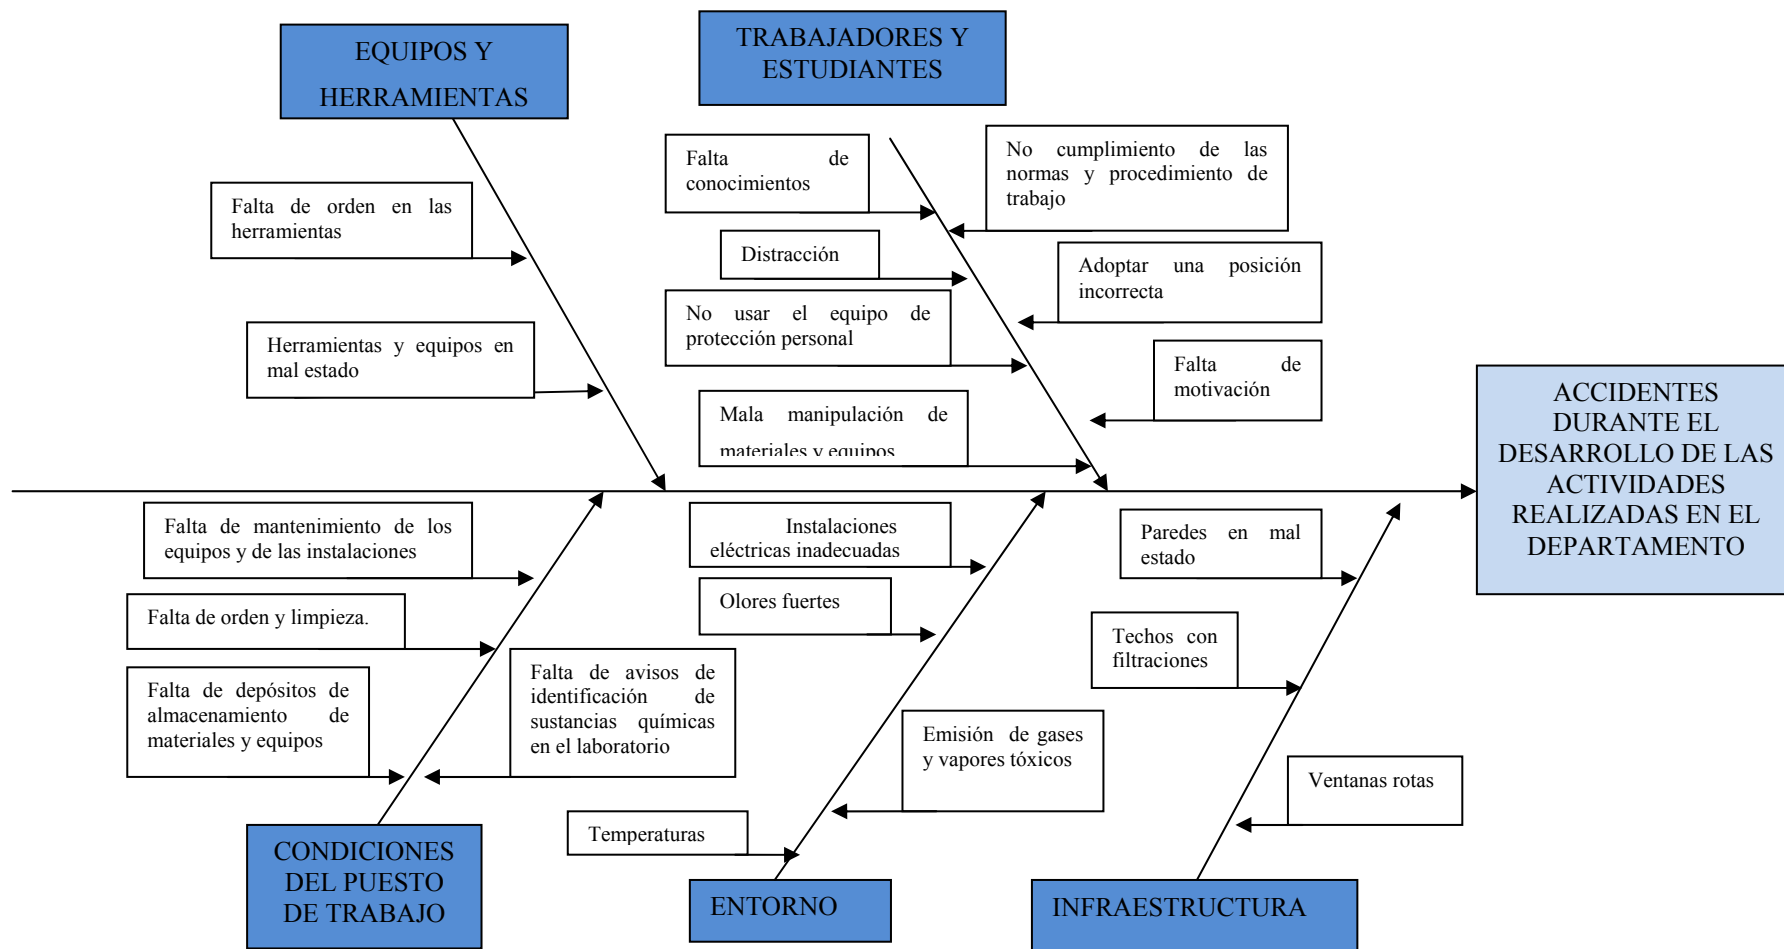 EQUIPOS Y
HERRAMIENTAS
TRABAJADORES Y
ESTUDIANTES
Falta de
conocimientos
No cumplimiento de las
normas y procedimiento de
trabajo
Falta de orden en las
herramientas
Distracción
Adoptar una posición
incorrecta
No usar el equipo de
protección personal
Herramientas y equipos en
mal estado
Falta de
motivación
Mala manipulación de
materiales y equipos
ACCIDENTES
DURANTE EL
DESARROLLO DE LAS
ACTIVIDADES
REALIZADAS EN EL
DEPARTAMENTO
Falta de mantenimiento de los
equipos y de las instalaciones
Instalaciones
eléctricas inadecuadas
Paredes en mal
estado
Falta de orden y limpieza.
Olores fuertes
Techos con
filtraciones
Falta de depósitos de
almacenamiento de
materiales y equipos
Falta de avisos de
identificación de
sustancias químicas
en el laboratorio
Emisión de gases
y vapores tóxicos
Ventanas rotas
Temperaturas
CONDICIONES
DEL PUESTO
DE TRABAJO
ENTORNO
INFRAESTRUCTURA